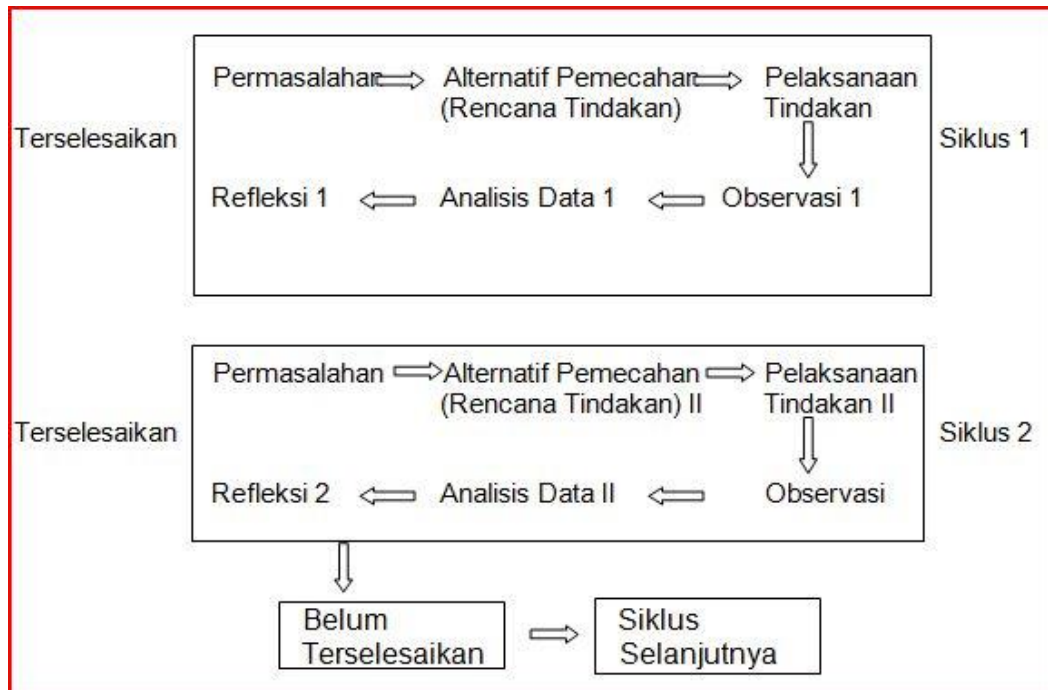 Permasalahan Alternatif Pemecahan Pelaksanaan
(Rencana Tindakan) Tindakan
Terselesaikan Siklus 1
Refleksi 1 Analisis Data 1 Observasi 1
Permasalahan Alternatif Pemecahan Pelaksanaan
(Rencana Tindakan) II Tindakan II
Terselesaikan Siklus 2
Refleksi 2 Analisis Data II Observasi
Belum Siklus
Terselesaikan Selanjutnya